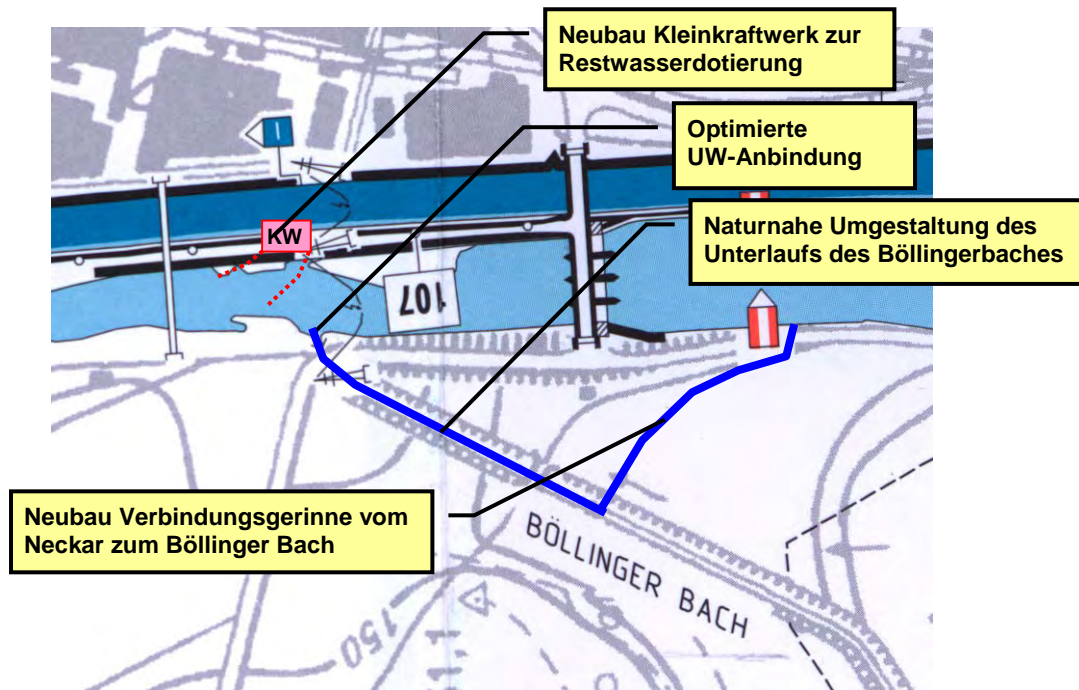 Neubau Kleinkraftwerk zur
Restwasserdotierung
Optimierte
UW-Anbindung
Naturnahe Umgestaltung des
Unterlaufs des Böllingerbaches
I
KW
107
Neubau Verbindungsgerinne vom
Neckar zum Böllinger Bach
BÖLLINGER BACH
150